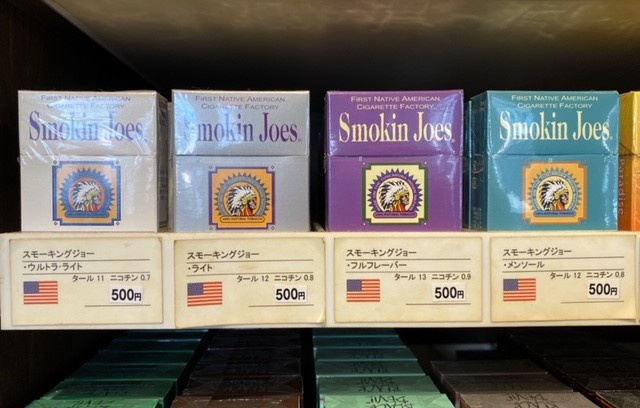 FIRST NATIVE AMERICAN
CIGARETTE FACTORY
Smokin Joes
FIRST NATIVE AMERICAN
CIGARETTE FACTORY
Smokin Joes
FIRST NATIVE AMERICAN
CIGARETTE FACTORY
Smokin Joes
FIRST NATIVE AMERICAN
CIGARETTE FACTORY
Smokin Joes
スモーキングジョー
・ウルトラ・ライト
タール 11 ニコチン 0.7
500円
スモーキングジョー
・ライト
タール 12 ニコチン 0.8
500円
スモーキングジョー
・フルフレーバー
タール 13 ニコチン 0.9
500円
スモーキングジョー
・メンソール
タール 12 ニコチン 0.8
500円
BLACK
DEVIL